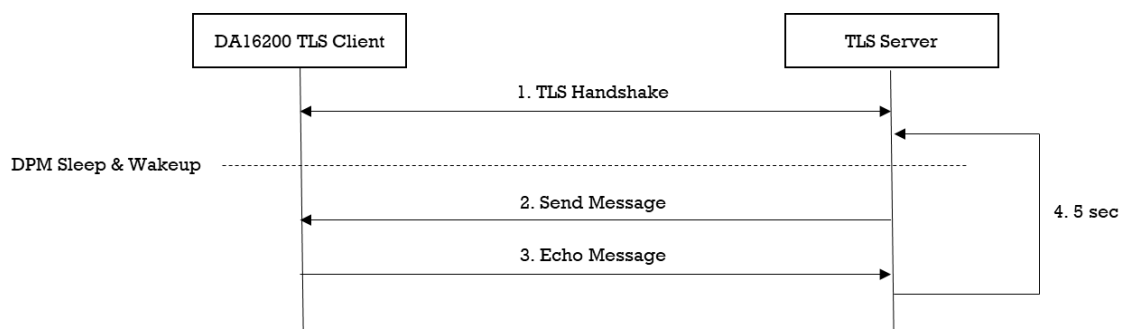 DA16200 TLS Client
TLS Server
1. TLS Handshake
DPM Sleep & Wakeup
2. Send Message
4. 5 sec
3. Echo Message